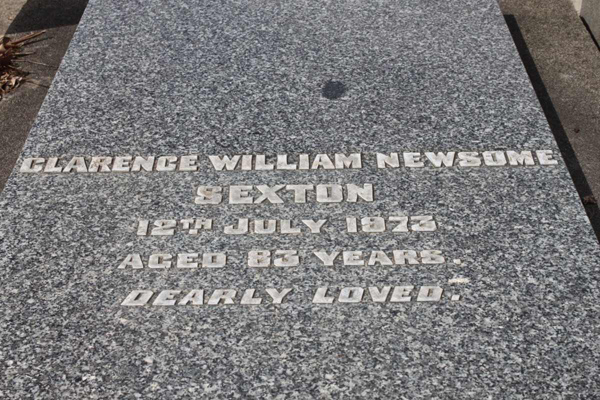 CLARENCE WILLIAM NEWSOME
SEXTON
12TH JULY 1973
AGED 83 YEARS.
DEARLY LOVED.